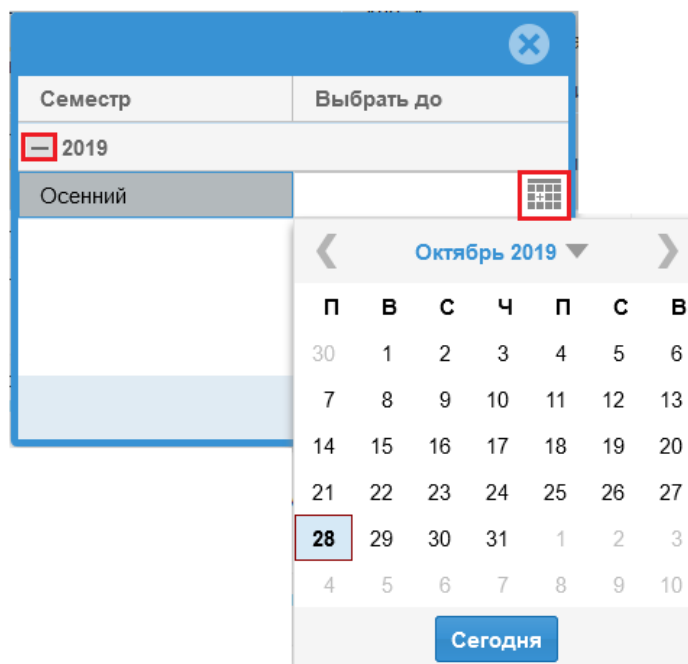 Семестр Выбрать до
2019
Осенний
Октябрь 2019
П В С Ч П С В
30 1 2 3 4 5 6
7 8 9 10 11 12 13
14 15 16 17 18 19 20
21 22 23 24 25 26 27
28 29 30 31 1 2 3
4 5 6 7 8 9 10
Сегодня